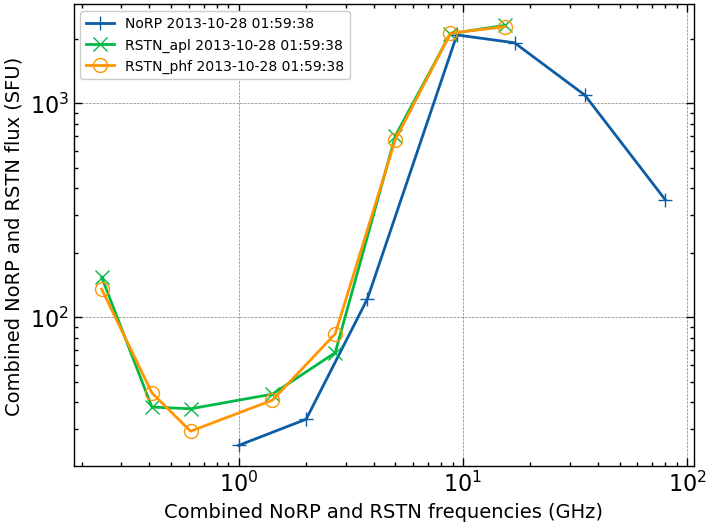 NoRP 2013-10-28 01:59:38
RSTN_apl 2013-10-28 01:59:38
RSTN_phf 2013-10-28 01:59:38
Combined NoRP and RSTN flux (SFU)
10³
10²
10⁰ 10¹ 10²
Combined NoRP and RSTN frequencies (GHz)